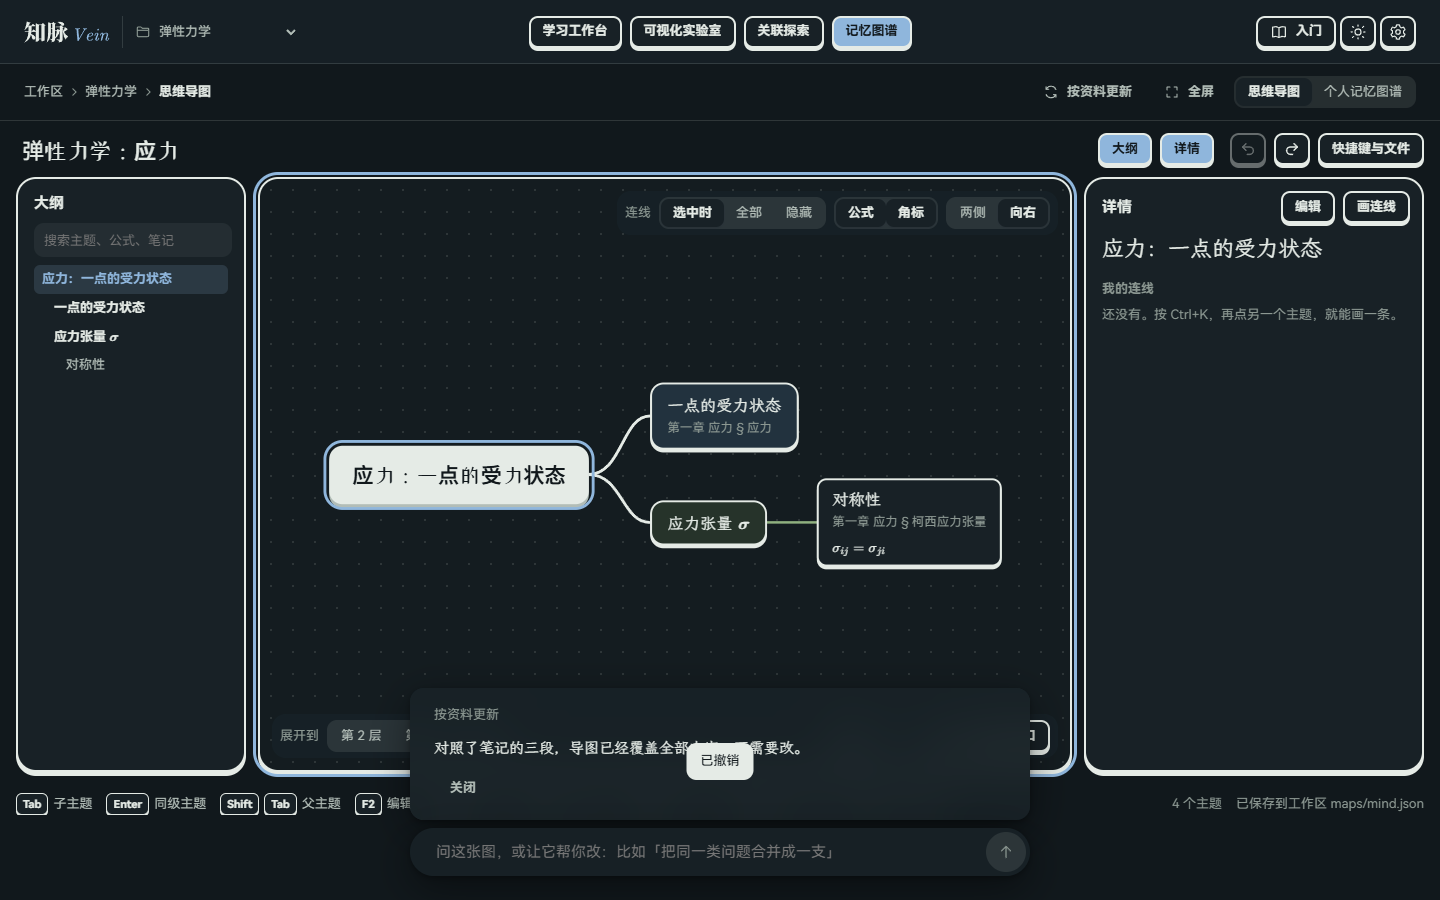 知脉 Vein
弹性力学
学习工作台
可视化实验室
关联探索
记忆图谱
入门
工作区 › 弹性力学 › 思维导图
按资料更新
全屏
思维导图
个人记忆图谱
弹性力学：应力
大纲
详情
快捷键与文件
大纲
搜索主题、公式、笔记
应力：一点的受力状态
一点的受力状态
应力张量 σ
对称性
连线
选中时
全部
隐藏
公式
角标
两侧
向右
应力：一点的受力状态
一点的受力状态
第一章 应力 § 应力
应力张量 σ
对称性
第一章 应力 § 柯西应力张量
σij = σji
展开到
第 2 层
详情
编辑
画连线
应力：一点的受力状态
我的连线
还没有。按 Ctrl+K，再点另一个主题，就能画一条。
按资料更新
对照了笔记的三段，导图已经覆盖全部
需要改。
已撤销
关闭
Tab 子主题
Enter 同级主题
Shift Tab 父主题
F2 编辑
4 个主题
已保存到工作区 maps/mind.json
问这张图，或让它帮你改：比如「把同一类问题合并成一支」